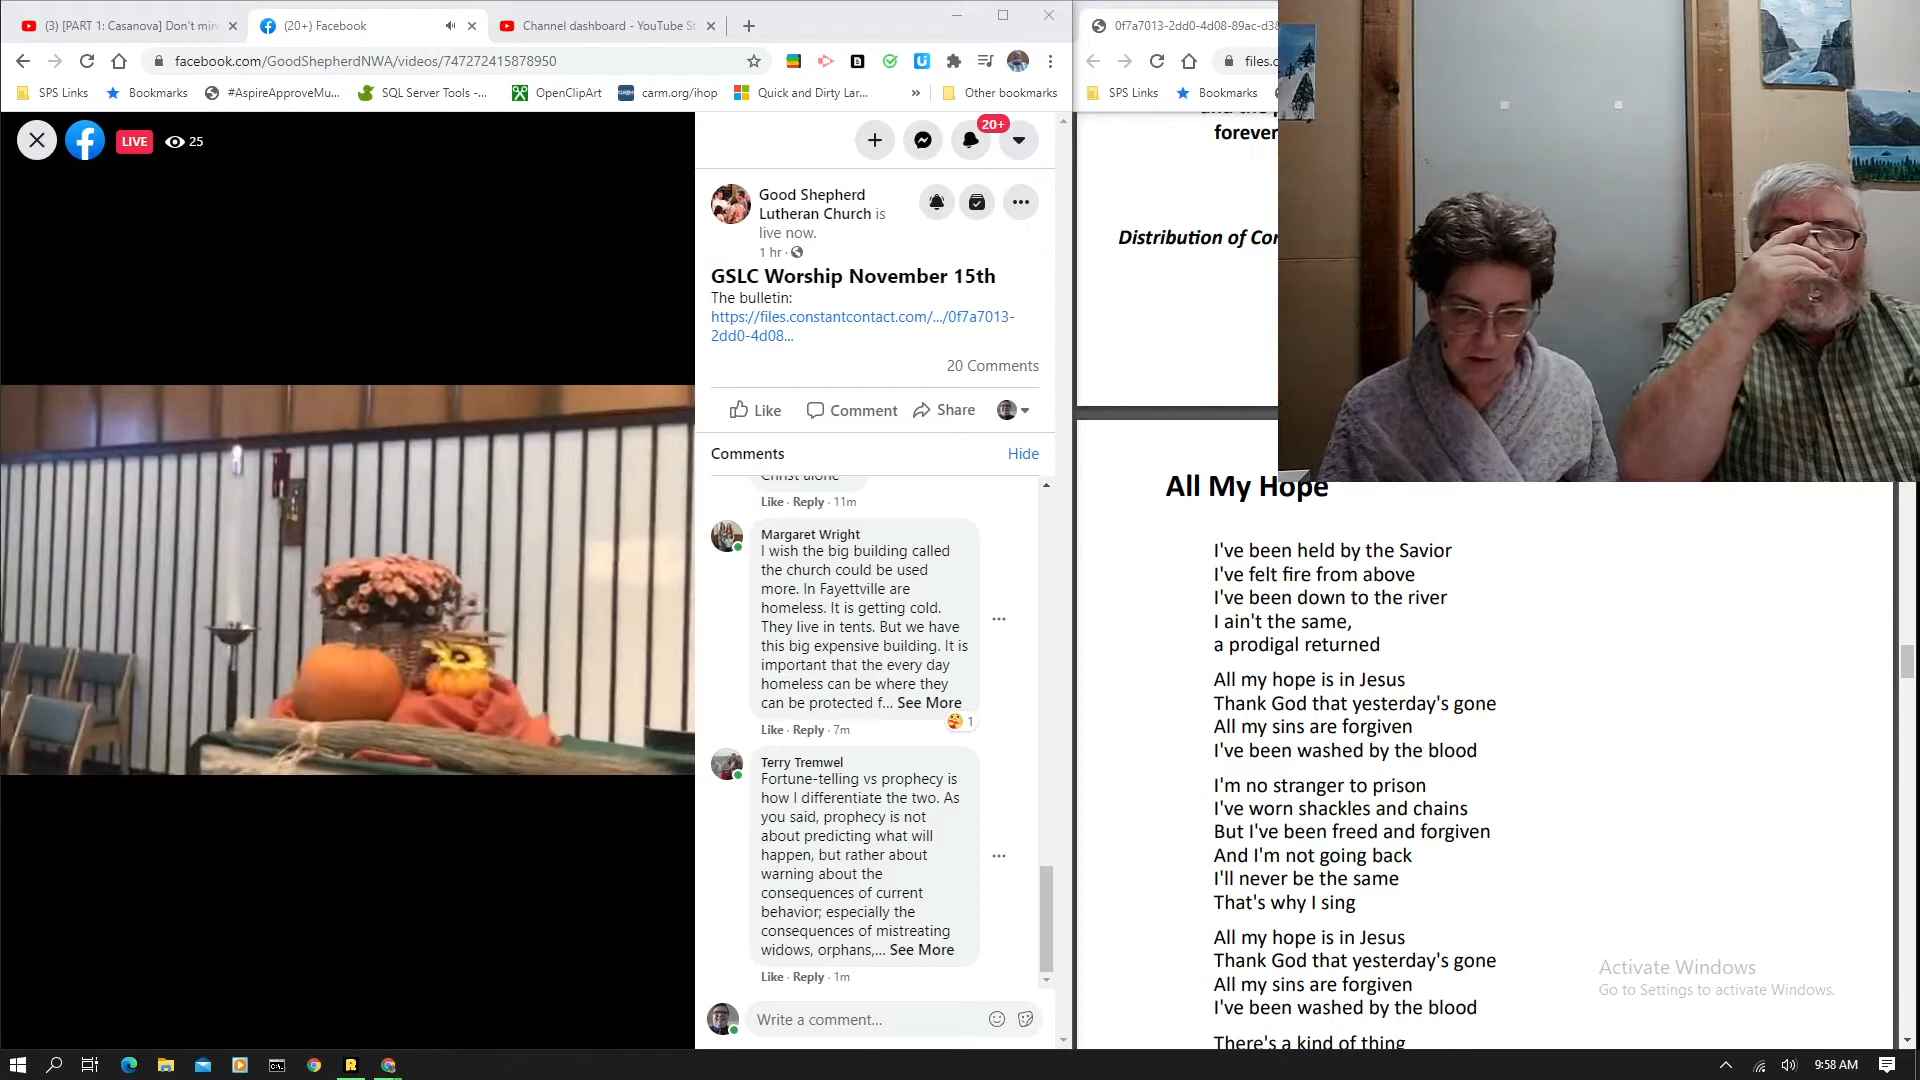 (3) [PART 1: Casanova] Don't min
(20+) Facebook
Channel dashboard - YouTube St
0f7a7013-2dd0-4d08-89ac-d38
facebook.com/GoodShepherdNWA/videos/747272415878950
files.c
SPS Links
Bookmarks
#AspireApproveMu...
SQL Server Tools -...
OpenClipArt
carm.org/ihop
Quick and Dirty Lar...
»
Other bookmarks
SPS Links
Bookmarks
LIVE
25
20+
Good Shepherd
Lutheran Church is
live now.
1 hr ·
GSLC Worship November 15th
The bulletin:
https://files.constantcontact.com/.../0f7a7013-
2dd0-4d08...
20 Comments
Like
Comment
Share
Comments
Hide
Christ alone
Like · Reply · 11m
Margaret Wright
I wish the big building called
the church could be used
more. In Fayettville are
homeless. It is getting cold.
They live in tents. But we have
this big expensive building. It is
important that the every day
homeless can be where they
can be protected f... See More
1
Like · Reply · 7m
Terry Tremwel
Fortune-telling vs prophecy is
how I differentiate the two. As
you said, prophecy is not
about predicting what will
happen, but rather about
warning about the
consequences of current
behavior; especially the
consequences of mistreating
widows, orphans,... See More
Like · Reply · 1m
Write a comment...
forever
Distribution of Co
All My Hope
I've been held by the Savior
I've felt fire from above
I've been down to the river
I ain't the same,
a prodigal returned
All my hope is in Jesus
Thank God that yesterday's gone
All my sins are forgiven
I've been washed by the blood
I'm no stranger to prison
I've worn shackles and chains
But I've been freed and forgiven
And I'm not going back
I'll never be the same
That's why I sing
All my hope is in Jesus
Thank God that yesterday's gone
All my sins are forgiven
I've been washed by the blood
There's a kind of thing
Activate Windows
Go to Settings to activate Windows.
9:58 AM